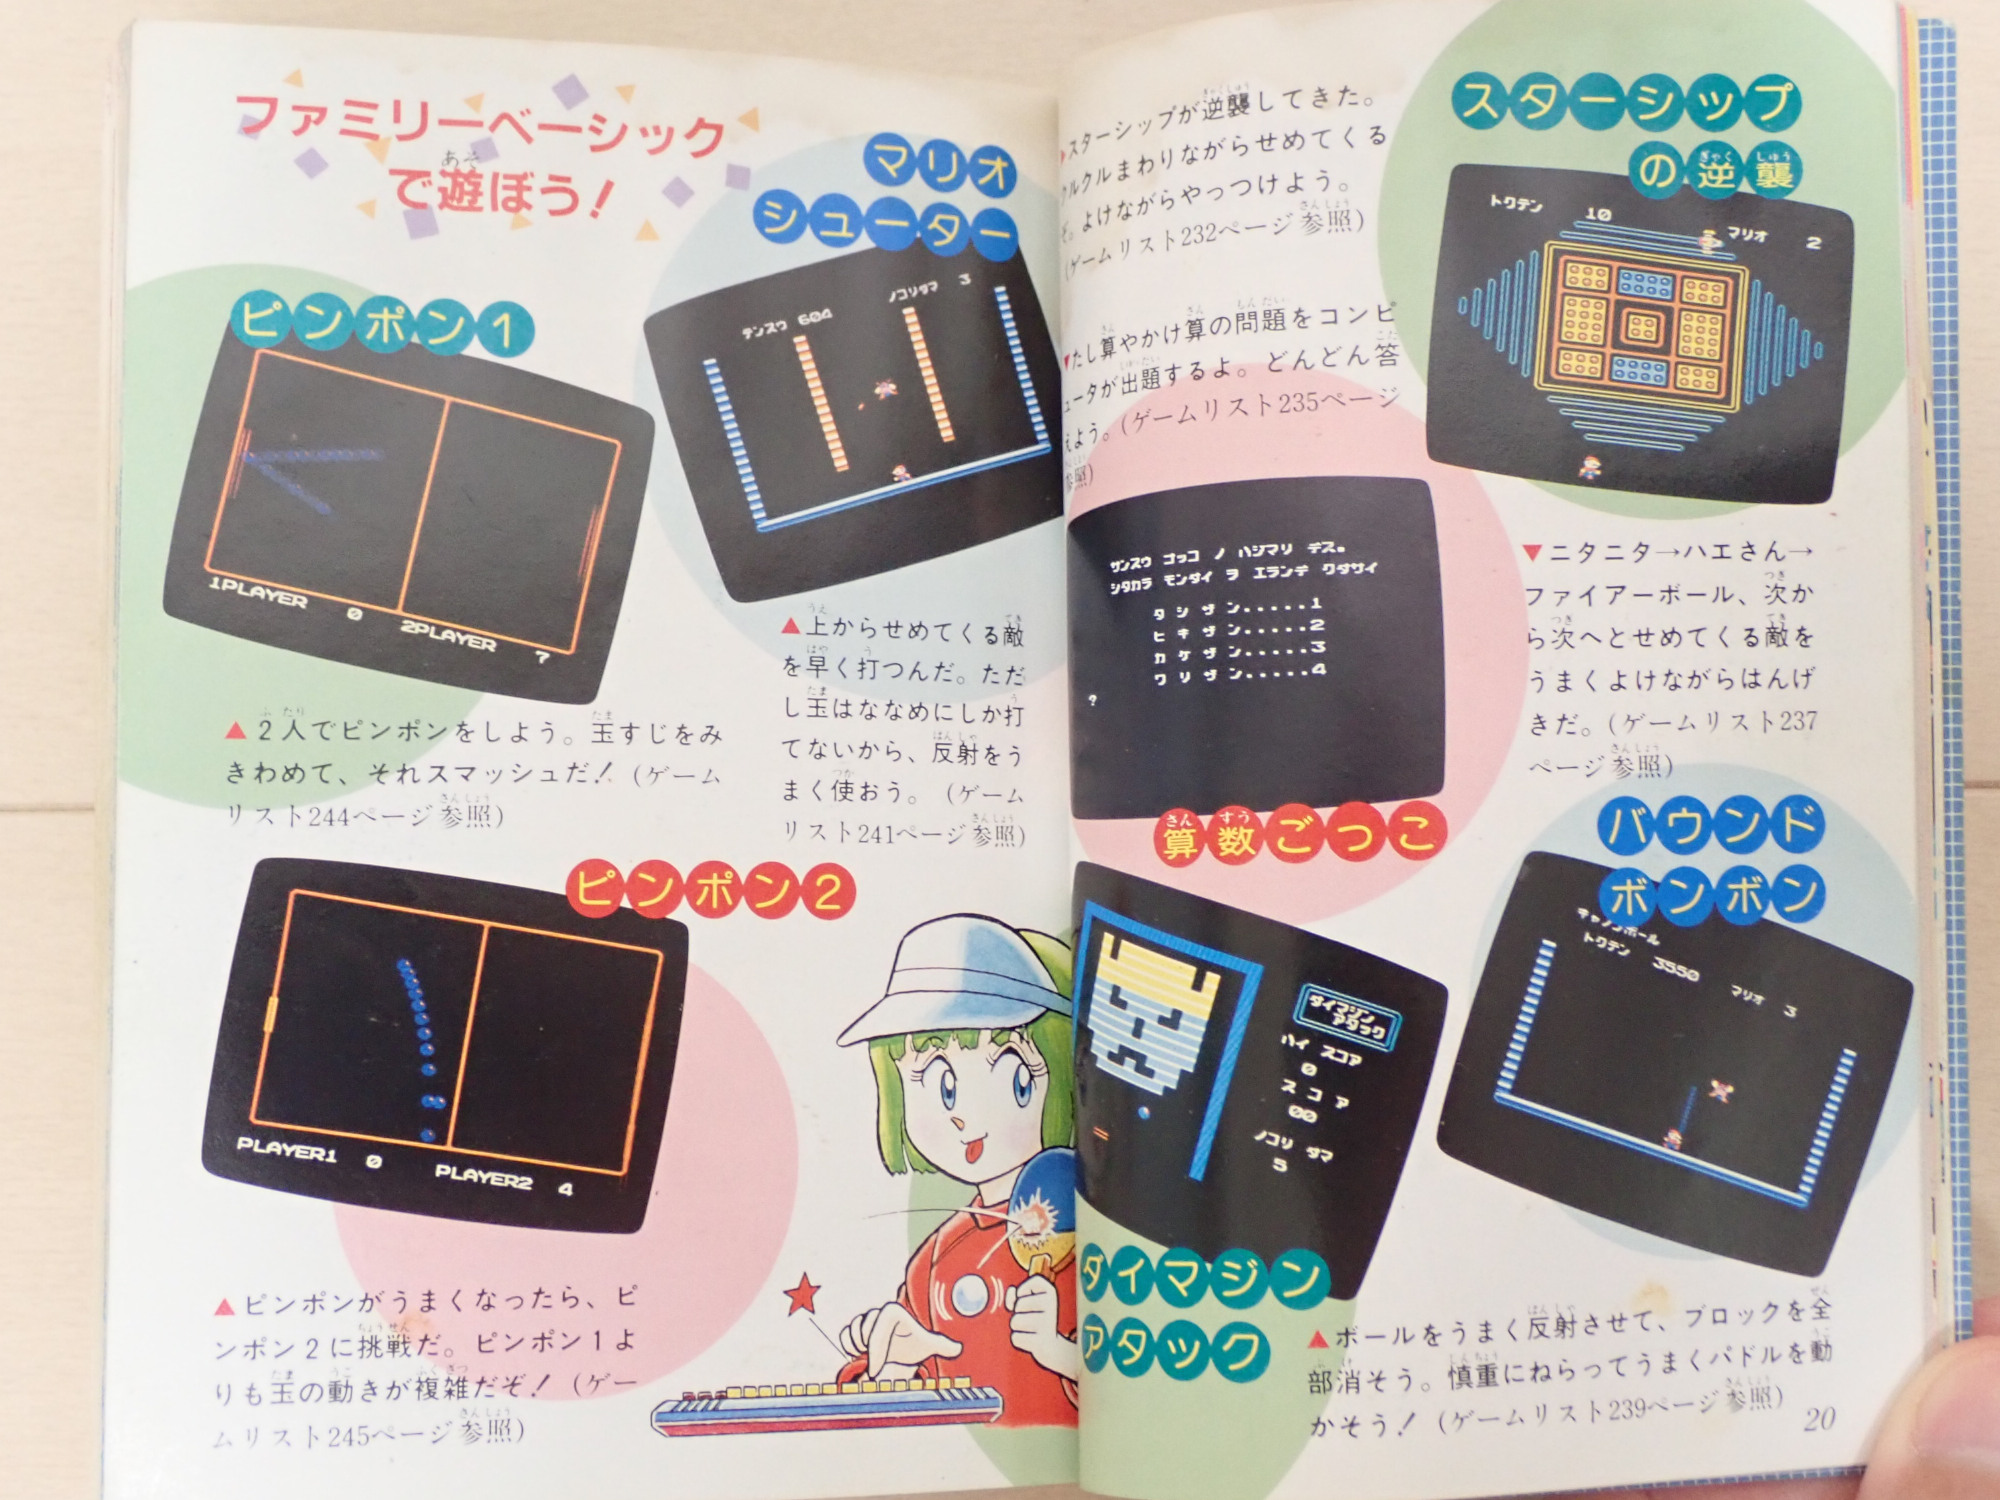 ファミリーベーシック
で遊ぼう！
ピンポン1
1PLAYER 0 2PLAYER 7
▲2人でピンポンをしよう。玉すじをみ
きわめて、それスマッシュだ！(ゲーム
リスト244ページ参照)
マリオ
シューター
テンスウ 604 ノコリタマ 3
▲上からせめてくる敵
を早く打つんだ。ただ
し玉はななめにしか打
てないから、反射をう
まく使おう。(ゲーム
リスト241ページ参照)
ピンポン2
PLAYER1 0 PLAYER2 4
▲ピンポンがうまくなったら、ピ
ンポン2に挑戦だ。ピンポン1よ
りも玉の動きが複雑だぞ！(ゲー
ムリスト245ページ参照)
スターシップが逆襲してきた。
クルクルまわりながらせめてくる
ぞ。よけながらやっつけよう。
(ゲームリスト232ページ参照)
スターシップ
の逆襲
トクテン 10 マリオ 2
▼たし算やかけ算の問題をコンピ
ュータが出題するよ。どんどん答
えよう。(ゲームリスト235ページ
参照)
サンスウ ゴッコ ノ ハジマリ デス。
シタカラ モンダイ ヲ エランデ クダサイ
タ シ ザ ン.....1
ヒ キ ザ ン.....2
カ ケ ザ ン.....3
ワ リ ザ ン.....4
?
算数ごっこ
▼ニタニタ→ハエさん→
ファイアーボール、次か
ら次へとせめてくる敵を
うまくよけながらはんげ
きだ。(ゲームリスト237
ページ参照)
バウンド
ボンボン
キャノンボール
トクテン 3550 マリオ 3
ダイマジン
アタック
ハイ スコア
0
ス コ ア
00
ノコリ タマ
5
ダイマジン
アタック
▲ボールをうまく反射させて、ブロックを全
部消そう。慎重にねらってうまくパドルを動
かそう！(ゲームリスト239ページ参照)
20